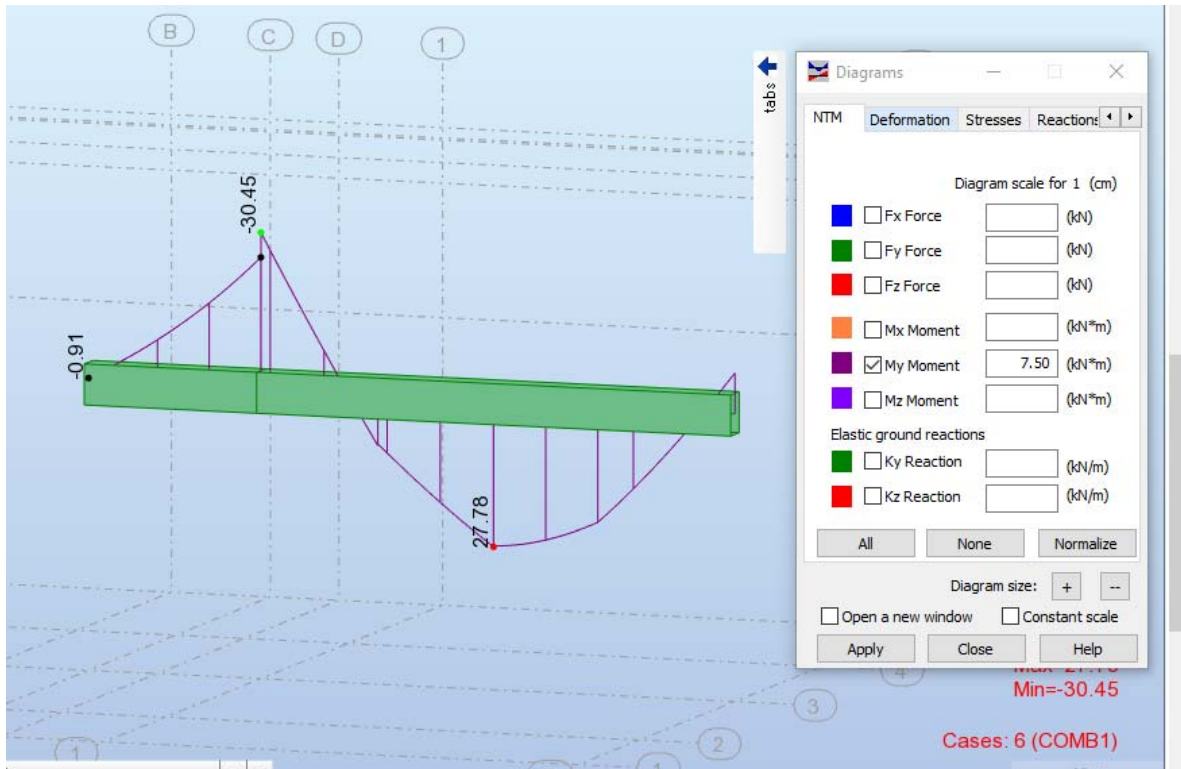 B
C
D
1
tabs
Diagrams
NTM
Deformation
Stresses
Reactions
Diagram scale for 1 (cm)
Fx Force
(kN)
Fy Force
(kN)
Fz Force
(kN)
Mx Moment
(kN*m)
My Moment
7.50
(kN*m)
Mz Moment
(kN*m)
Elastic ground reactions
Ky Reaction
(kN/m)
Kz Reaction
(kN/m)
All
None
Normalize
Diagram size:
+
--
Open a new window
Constant scale
Apply
Close
Help
-30.45
-0.91
27.78
4
Min=-30.45
3
2
Cases: 6 (COMB1)
1
1